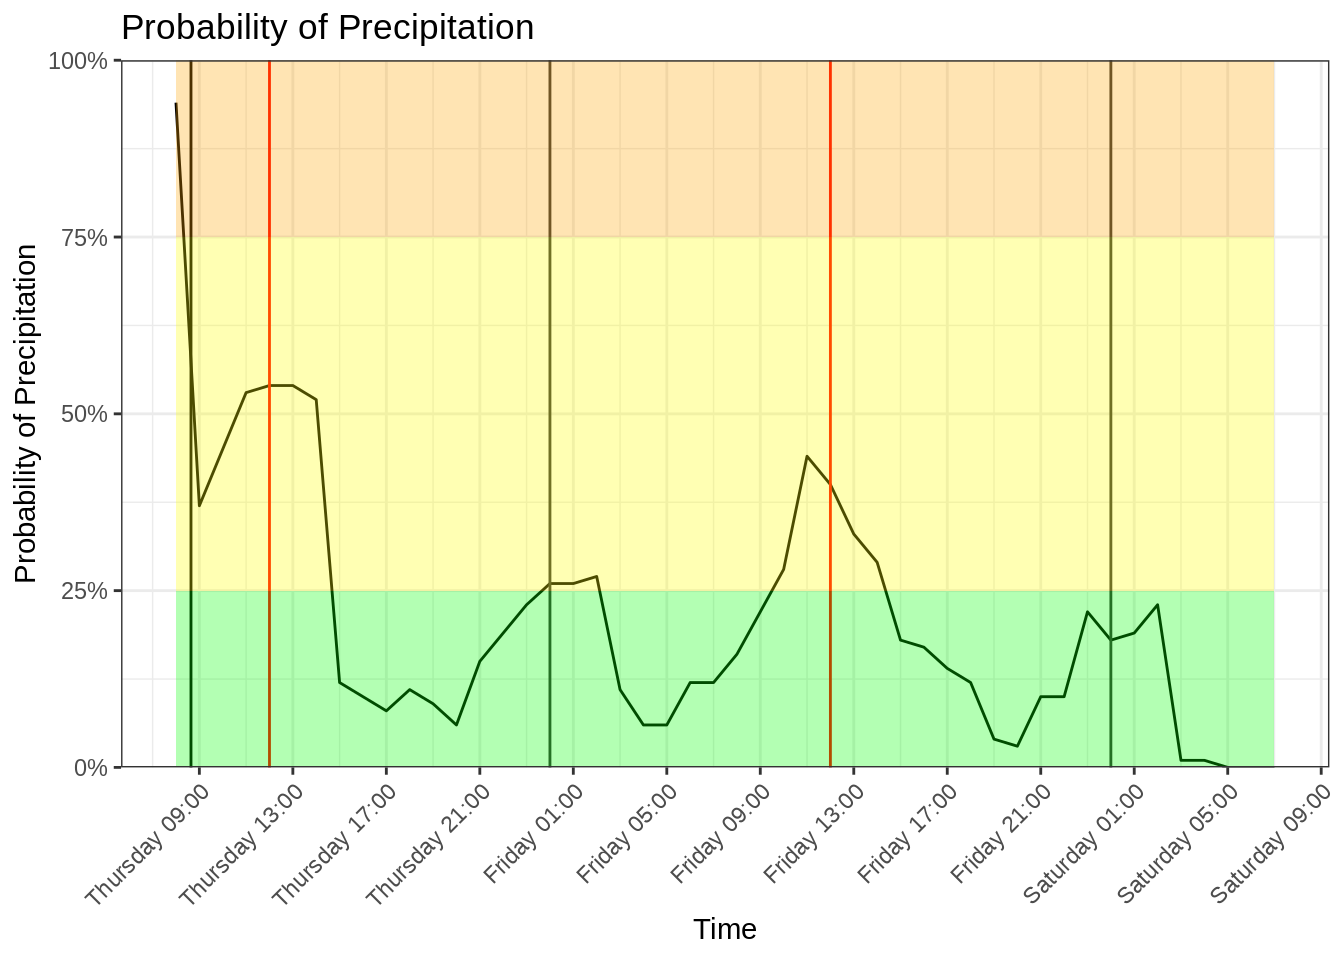 Probability of Precipitation
Probability of Precipitation
100%
75%
50%
25%
0%
Thursday 09:00
Thursday 13:00
Thursday 17:00
Thursday 21:00
Friday 01:00
Friday 05:00
Friday 09:00
Friday 13:00
Friday 17:00
Friday 21:00
Saturday 01:00
Saturday 05:00
Saturday 09:00
Time